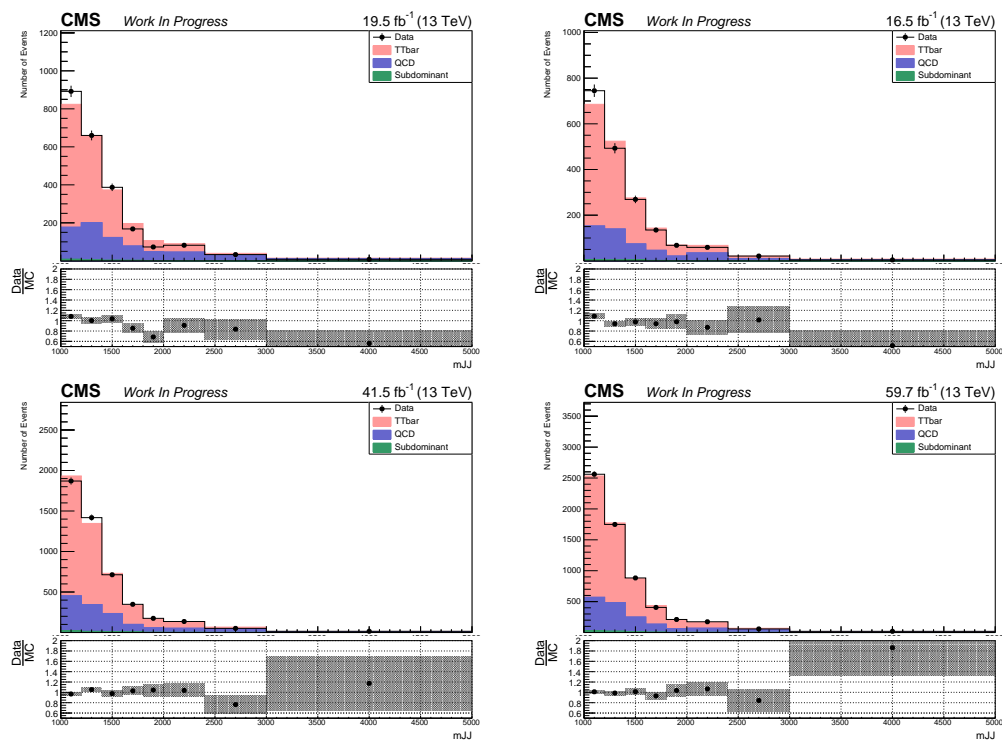 CMS Work In Progress 19.5 fb-1 (13 TeV)
Number of Events
1200
1000
800
600
400
200
Data
TTbar
QCD
Subdominant
Data
MC
2
1.8
1.6
1.4
1.2
1
0.8
0.6
1000 1500 2000 2500 3000 3500 4000 4500 5000
mJJ
CMS Work In Progress 16.5 fb-1 (13 TeV)
Number of Events
1000
800
600
400
200
Data
TTbar
QCD
Subdominant
Data
MC
2
1.8
1.6
1.4
1.2
1
0.8
0.6
1000 1500 2000 2500 3000 3500 4000 4500 5000
mJJ
CMS Work In Progress 41.5 fb-1 (13 TeV)
Number of Events
2500
2000
1500
1000
500
Data
TTbar
QCD
Subdominant
Data
MC
2
1.8
1.6
1.4
1.2
1
0.8
0.6
1000 1500 2000 2500 3000 3500 4000 4500 5000
mJJ
CMS Work In Progress 59.7 fb-1 (13 TeV)
Number of Events
3500
3000
2500
2000
1500
1000
500
Data
TTbar
QCD
Subdominant
Data
MC
2
1.8
1.6
1.4
1.2
1
0.8
0.6
1000 1500 2000 2500 3000 3500 4000 4500 5000
mJJ